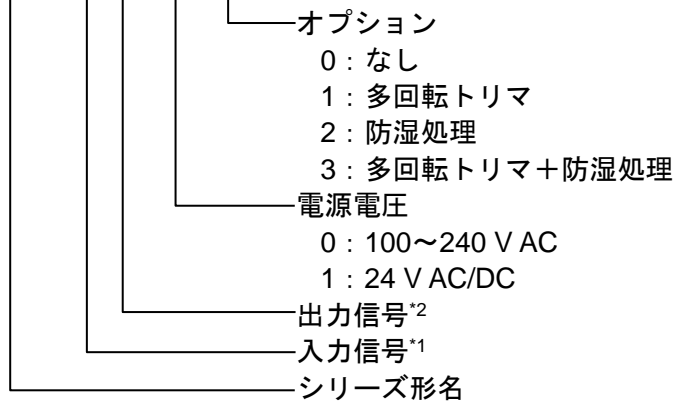 オプション
0：なし
1：多回転トリマ
2：防湿処理
3：多回転トリマ＋防湿処理
電源電圧
0：100～240 V AC
1：24 V AC/DC
出力信号*2
入力信号*1
シリーズ形名